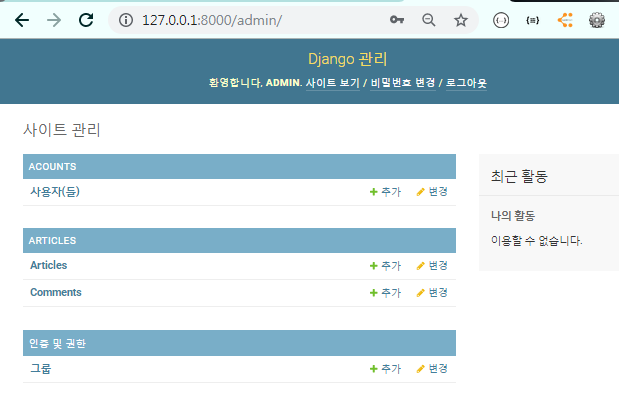 127.0.0.1:8000/admin/
Django 관리
환영합니다, ADMIN. 사이트 보기 / 비밀번호 변경 / 로그아웃
사이트 관리
ACOUNTS
사용자(들) 추가 변경
ARTICLES
Articles 추가 변경
Comments 추가 변경
인증 및 권한
그룹 추가 변경
최근 활동
나의 활동
이용할 수 없습니다.